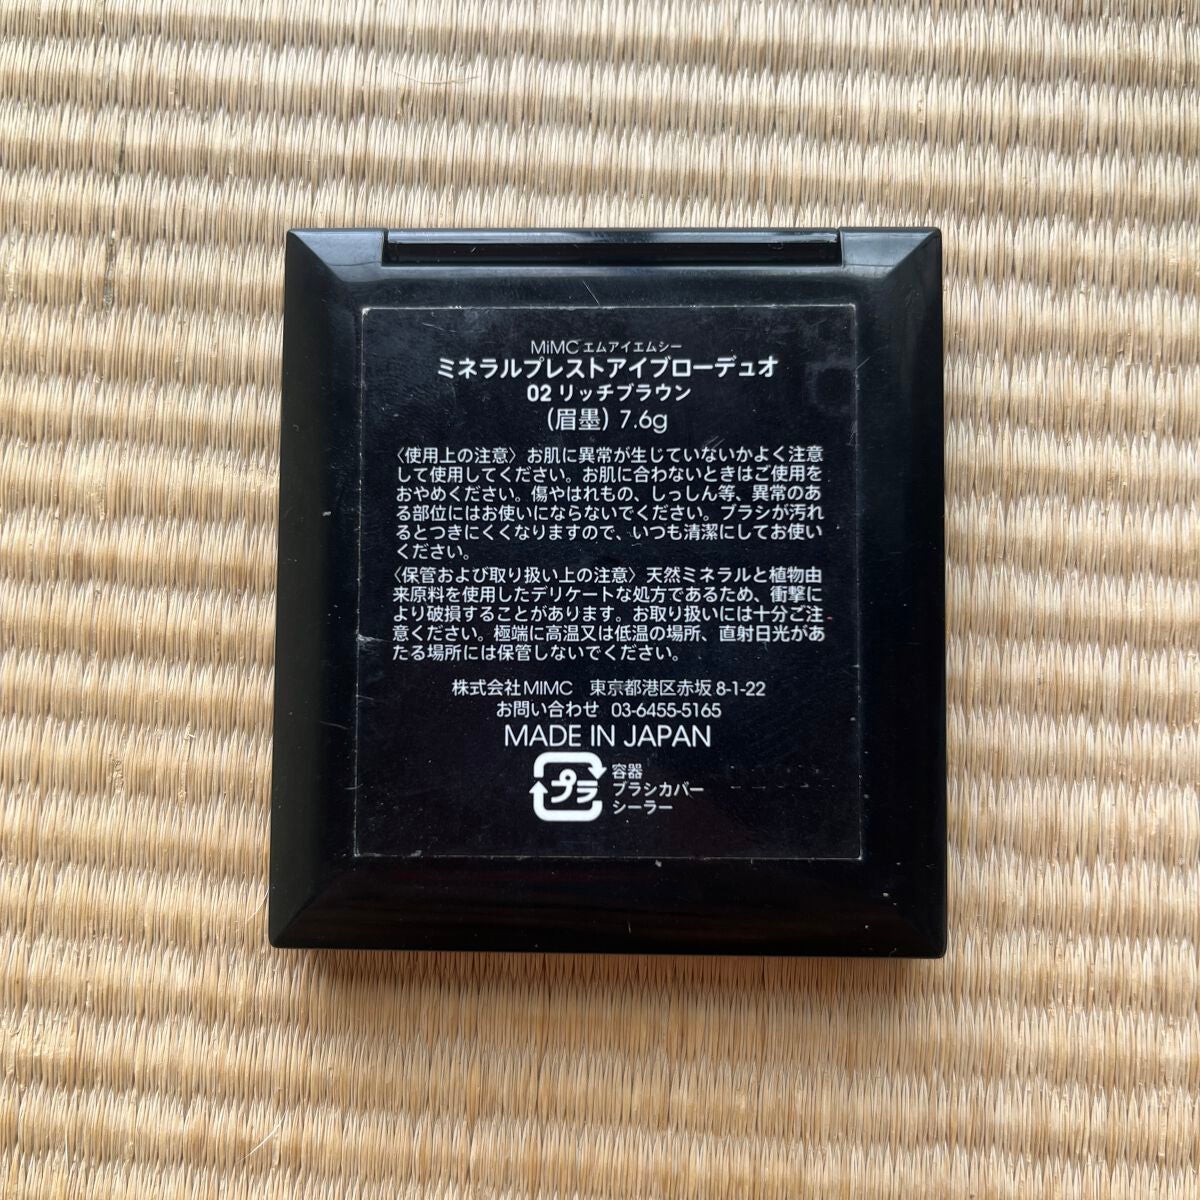 MiMC エムアイエムシー
ミネラルプレストアイブローデュオ
02 リッチブラウン
(眉墨) 7.6g
〈使用上の注意〉お肌に異常が生じていないかよく注意
して使用してください。お肌に合わないときはご使用を
おやめください。傷やはれもの、しっしん等、異常のあ
る部位にはお使いにならないでください。ブラシが汚れ
るとつきにくくなりますので、いつも清潔にしてお使い
ください。
〈保管および取り扱い上の注意〉天然ミネラルと植物由
来原料を使用したデリケートな処方であるため、衝撃に
より破損することがあります。お取り扱いには十分ご注
意ください。極端に高温又は低温の場所、直射日光があ
たる場所には保管しないでください。
株式会社MIMC 東京都港区赤坂 8-1-22
お問い合わせ 03-6455-5165
MADE IN JAPAN
プラ
容器
ブラシカバー
シーラー